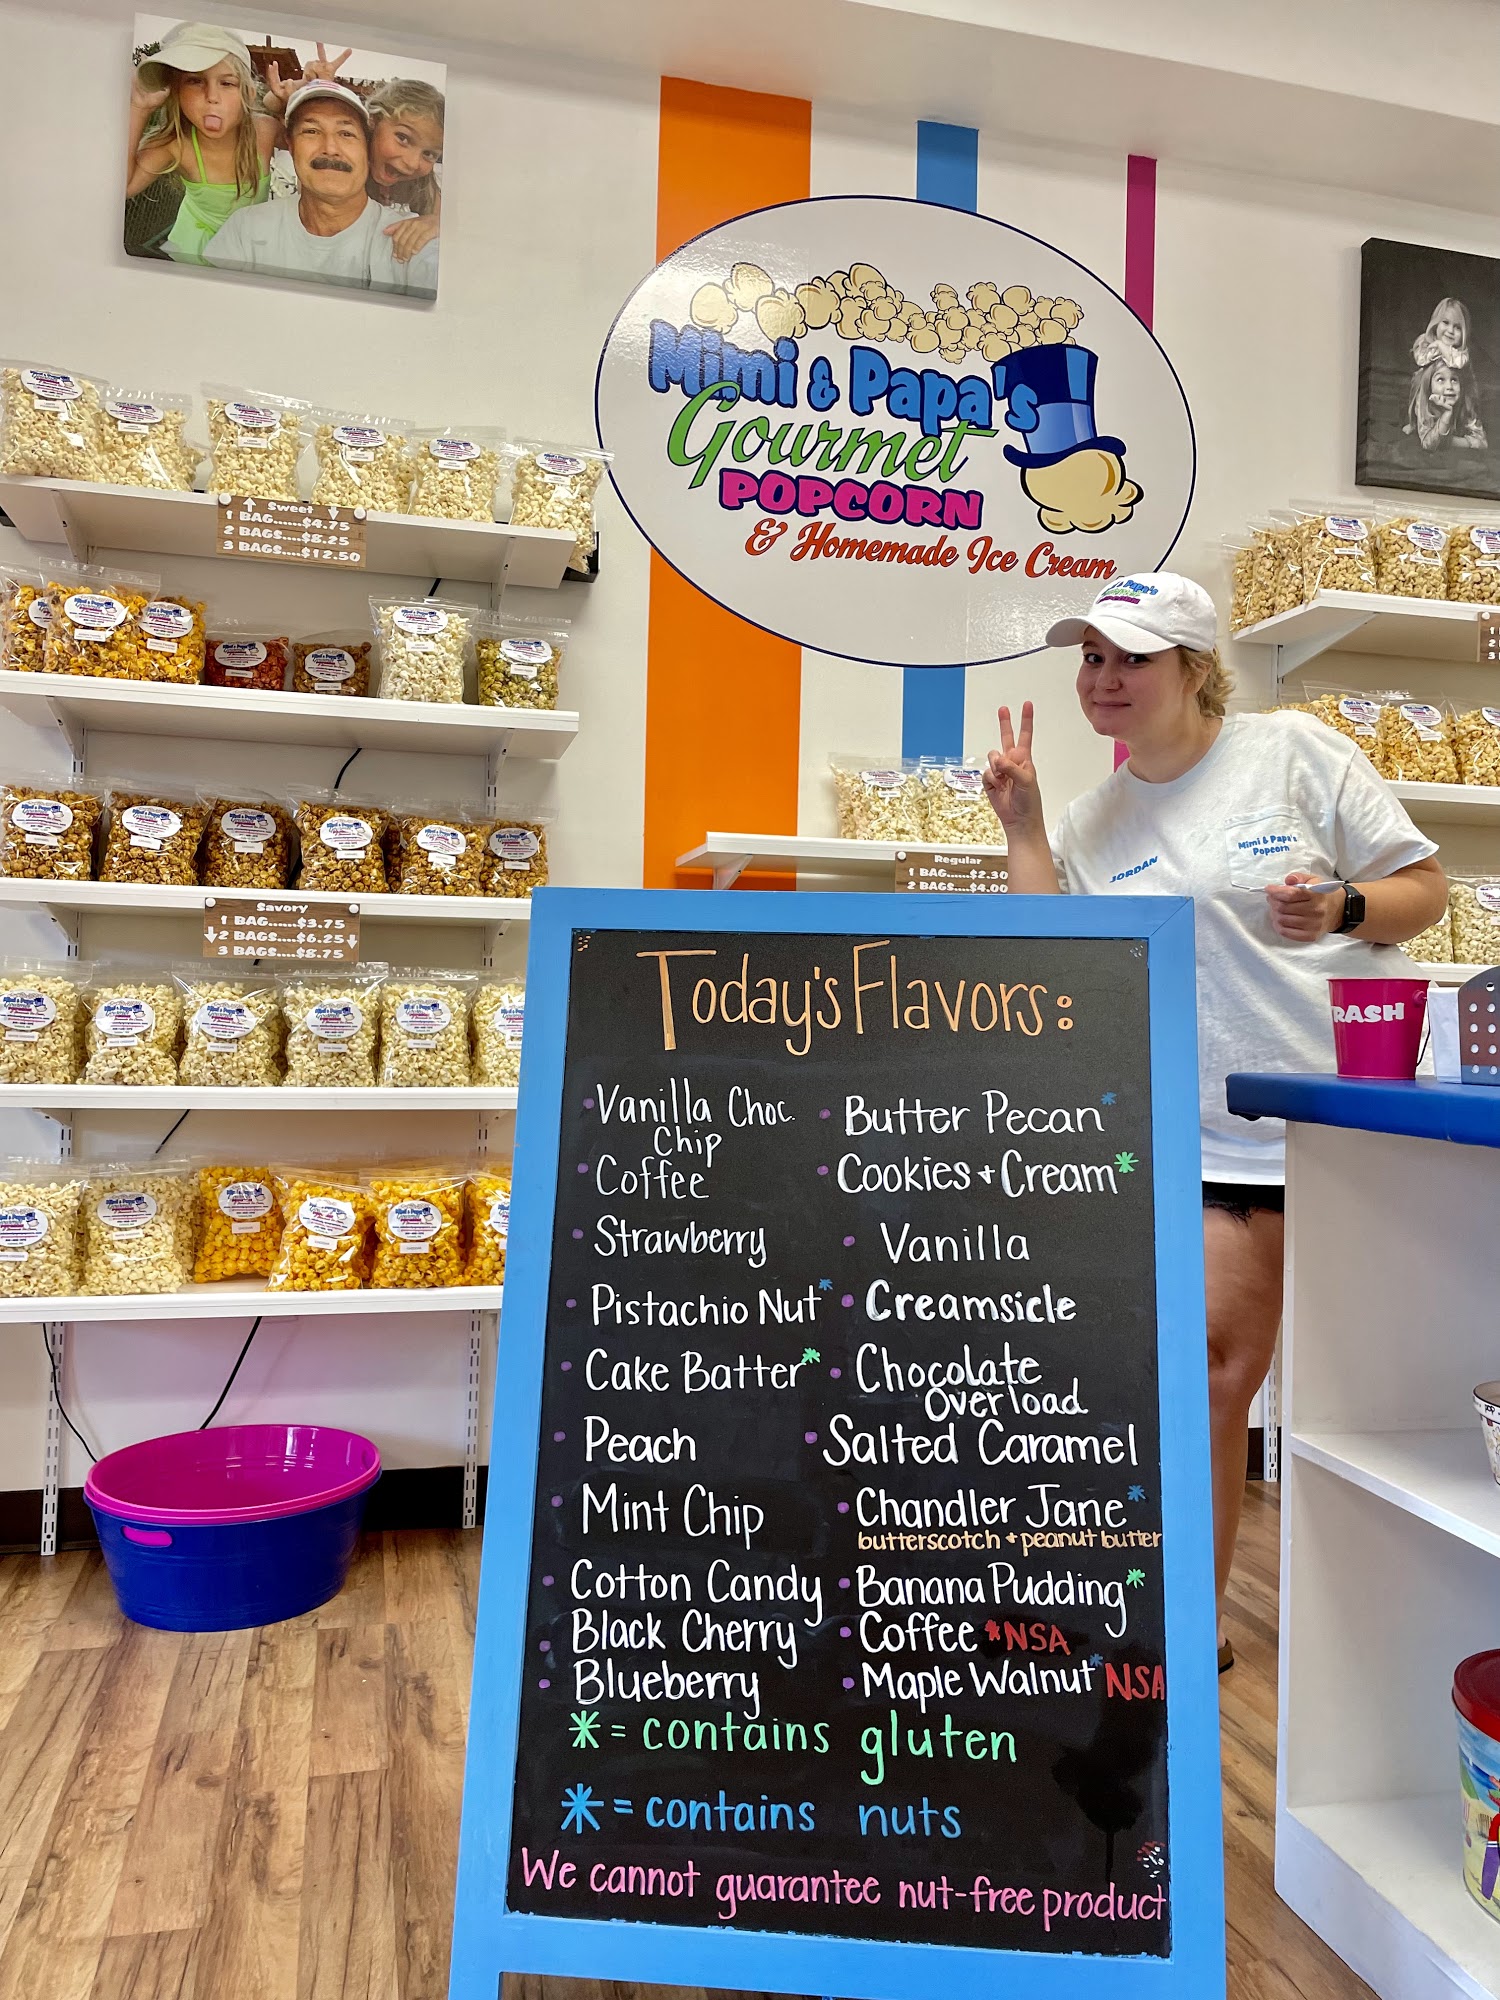 Mimi & Papa's
Gourmet
POPCORN
& Homemade Ice Cream
Sweet
1 BAG......$4.75
2 BAGS....$8.25
3 BAGS....$12.50
Savory
1 BAG......$3.75
2 BAGS....$6.25
3 BAGS....$8.75
Regular
1 BAG......$2.30
2 BAGS....$4.00
JORDAN
Mimi & Papa's
Popcorn
TRASH
Today's Flavors:
• Vanilla Choc.
Chip
• Coffee
• Strawberry
• Pistachio Nut*
• Cake Batter*
• Peach
• Mint Chip
• Cotton Candy
• Black Cherry
• Blueberry
• Butter Pecan*
• Cookies + Cream*
• Vanilla
• Creamsicle
• Chocolate
Overload
• Salted Caramel
• Chandler Jane*
butterscotch + peanut butter
• Banana Pudding*
• Coffee *NSA
• Maple Walnut* NSA
* = contains gluten
* = contains nuts
We cannot guarantee nut-free product